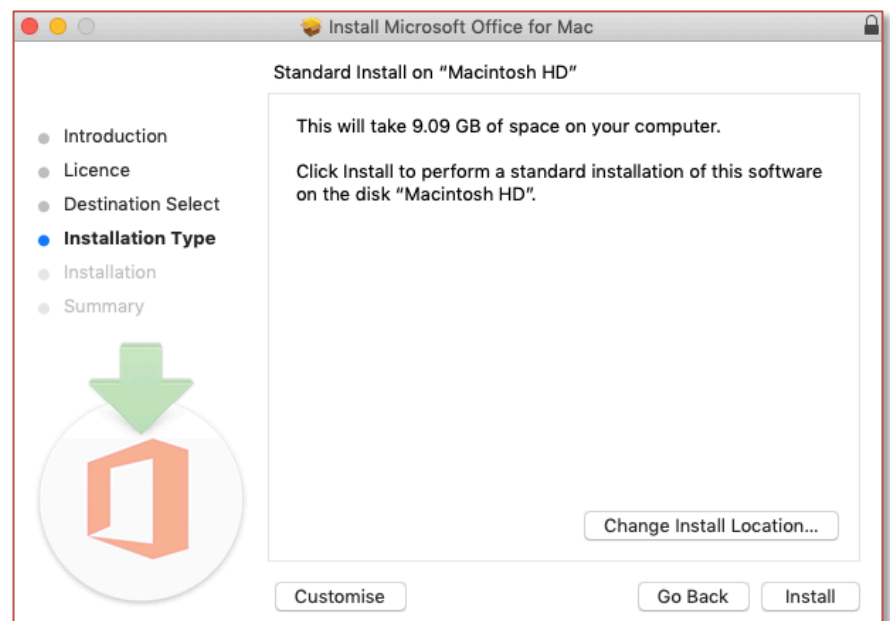 Install Microsoft Office for Mac
Standard Install on “Macintosh HD”
Introduction
Licence
Destination Select
Installation Type
Installation
Summary
This will take 9.09 GB of space on your computer.
Click Install to perform a standard installation of this software
on the disk “Macintosh HD”.
Change Install Location...
Customise
Go Back
Install